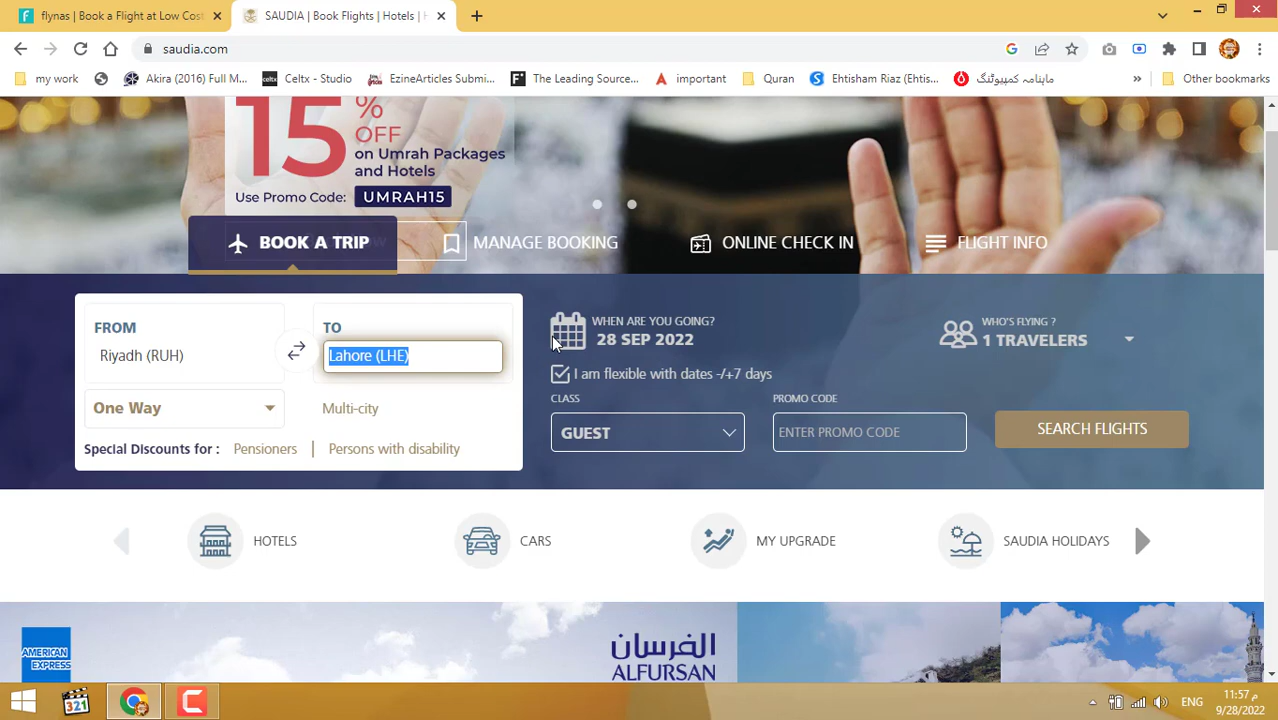 flynas | Book a Flight at Low Cost
SAUDIA | Book Flights | Hotels | H
saudia.com
my work
Akira (2016) Full M...
Celtx - Studio
EzineArticles Submi...
The Leading Source...
important
Quran
Ehtisham Riaz (Ehtis...
ماہنامہ کمپیوٹنگ
»
Other bookmarks
15 % OFF
on Umrah Packages
and Hotels
Use Promo Code: UMRAH15
BOOK A TRIP
MANAGE BOOKING
ONLINE CHECK IN
FLIGHT INFO
FROM
Riyadh (RUH)
TO
Lahore (LHE)
WHEN ARE YOU GOING?
28 SEP 2022
WHO'S FLYING ?
1 TRAVELERS
I am flexible with dates -/+7 days
One Way
Multi-city
CLASS
GUEST
PROMO CODE
ENTER PROMO CODE
SEARCH FLIGHTS
Special Discounts for :
Pensioners
|
Persons with disability
HOTELS
CARS
MY UPGRADE
SAUDIA HOLIDAYS
AMERICAN EXPRESS
الفرسان
ALFURSAN
321
ENG
11:57 م
9/28/2022